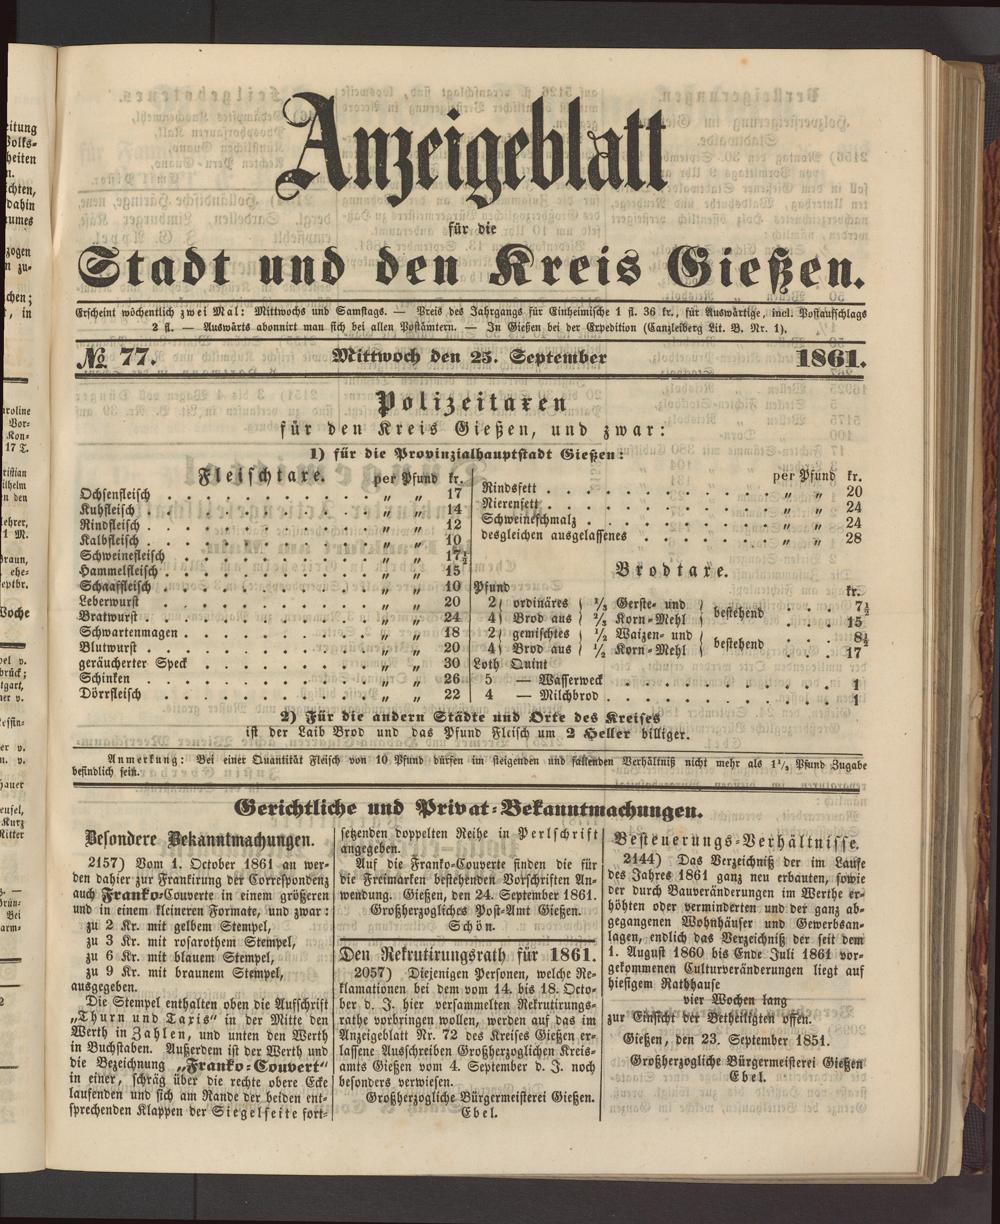 Anzeigeblatt
für die
Stadt und den Kreis Gießen.
Erscheint wöchentlich zwei Mal: Mittwochs und Samstags. — Preis des Jahrgangs für Einheimische 1 fl. 36 kr., für Auswärtige, incl. Postaufschlags
2 fl. — Auswärts abonnirt man sich bei allen Postämtern. — In Gießen bei der Expedition (Canzleiberg Lit. B. Nr. 1).
№ 77. Mittwoch den 25. September 1861.
Polizeitaxen
für den Kreis Gießen, und zwar:
1) für die Provinzialhauptstadt Gießen:
Fleischtaxe. per Pfund kr.
Ochsenfleisch . . . „ „ 17
Kuhfleisch . . . „ „ 14
Rindfleisch . . . „ „ 12
Kalbfleisch . . . „ „ 10
Schweinefleisch . . . „ „ 17½
Hammelfleisch . . . „ „ 15
Schaaffleisch . . . „ „ 10
Leberwurst . . . „ „ 20
Bratwurst . . . „ „ 24
Schwartenmagen . . . „ „ 18
Blutwurst . . . „ „ 20
geräucherter Speck . . . „ „ 30
Schinken . . . „ „ 26
Dörrfleisch . . . „ „ 22
per Pfund kr.
Rindsfett . . . „ „ 20
Nierenfett . . . „ „ 24
Schweineschmalz . . . „ „ 24
desgleichen ausgelassenes . . . „ „ 28
Brodtaxe.
Pfund kr.
2) ordinäres ( ⅓ Gerste- und ) bestehend . . . 7½
4) Brod aus ( ⅔ Korn-Mehl ) . . . 15
2) gemischtes ( ½ Waizen- und ) bestehend . . . 8½
4) Brod aus ( ½ Korn-Mehl ) . . . 17
Loth Quint
5 — Wasserweck . . . 1
4 — Milchbrod . . . 1
2) Für die andern Städte und Orte des Kreises
ist der Laib Brod und das Pfund Fleisch um 2 Heller billiger.
Anmerkung: Bei einer Quantität Fleisch von 10 Pfund dürfen im steigenden und fallenden Verhältniß nicht mehr als 1½ Pfund Zugabe
befindlich sein.
Gerichtliche und Privat-Bekanntmachungen.
Besondere Bekanntmachungen.
2157) Vom 1. October 1861 an wer-
den dahier zur Frankirung der Correspondenz
auch Franko-Couverte in einem größeren
und in einem kleineren Formate, und zwar:
zu 2 Kr. mit gelbem Stempel,
zu 3 Kr. mit rosarothem Stempel,
zu 6 Kr. mit blauem Stempel,
zu 9 Kr. mit braunem Stempel,
ausgegeben.
Die Stempel enthalten oben die Aufschrift
„Thurn und Taxis" in der Mitte den
Werth in Zahlen, und unten den Werth
in Buchstaben. Außerdem ist der Werth und
die Bezeichnung „Franko-Couvert"
in einer, schräg über die rechte obere Ecke
laufenden und sich am Rande der beiden ent-
sprechenden Klappen der Siegelseite fort-
setzenden doppelten Reihe in Perlschrift
angegeben.
Auf die Franko-Couverte finden die für
die Freimarken bestehenden Vorschriften An-
wendung. Gießen, den 24. September 1861.
Großherzogliches Post-Amt Gießen.
Schön.
Den Rekrutirungsrath für 1861.
2057) Diejenigen Personen, welche Re-
klamationen bei dem vom 14. bis 18. Octo-
ber d. J. hier versammelten Rekrutirungs-
rathe vorbringen wollen, werden auf das im
Anzeigeblatt Nr. 72 des Kreises Gießen er-
lassene Ausschreiben Großherzoglichen Kreis-
amts Gießen vom 4. September d. J. noch
besonders verwiesen.
Großherzogliche Bürgermeisterei Gießen.
Ebel.
Besteuerungs-Verhältnisse.
2144) Das Verzeichniß der im Laufe
des Jahres 1861 ganz neu erbauten, sowie
der durch Bauveränderungen im Werthe er-
höhten oder verminderten und der ganz ab-
gegangenen Wohnhäuser und Gewerbsan-
lagen, endlich das Verzeichniß der seit dem
1. August 1860 bis Ende Juli 1861 vor-
gekommenen Culturveränderungen liegt auf
hiesigem Rathhause
vier Wochen lang
zur Einsicht der Betheiligten offen.
Gießen, den 23. September 1851.
Großherzogliche Bürgermeisterei Gießen
Ebel.